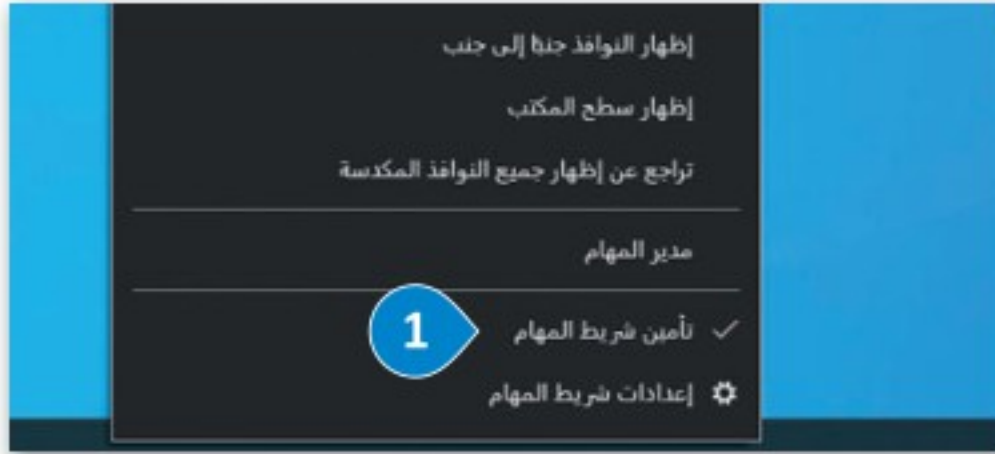 إظهار النوافذ جنبًا إلى جنب
إظهار سطح المكتب
تراجع عن إظهار جميع النوافذ المكدسة
مدير المهام
تأمين شريط المهام
1
إعدادات شريط المهام